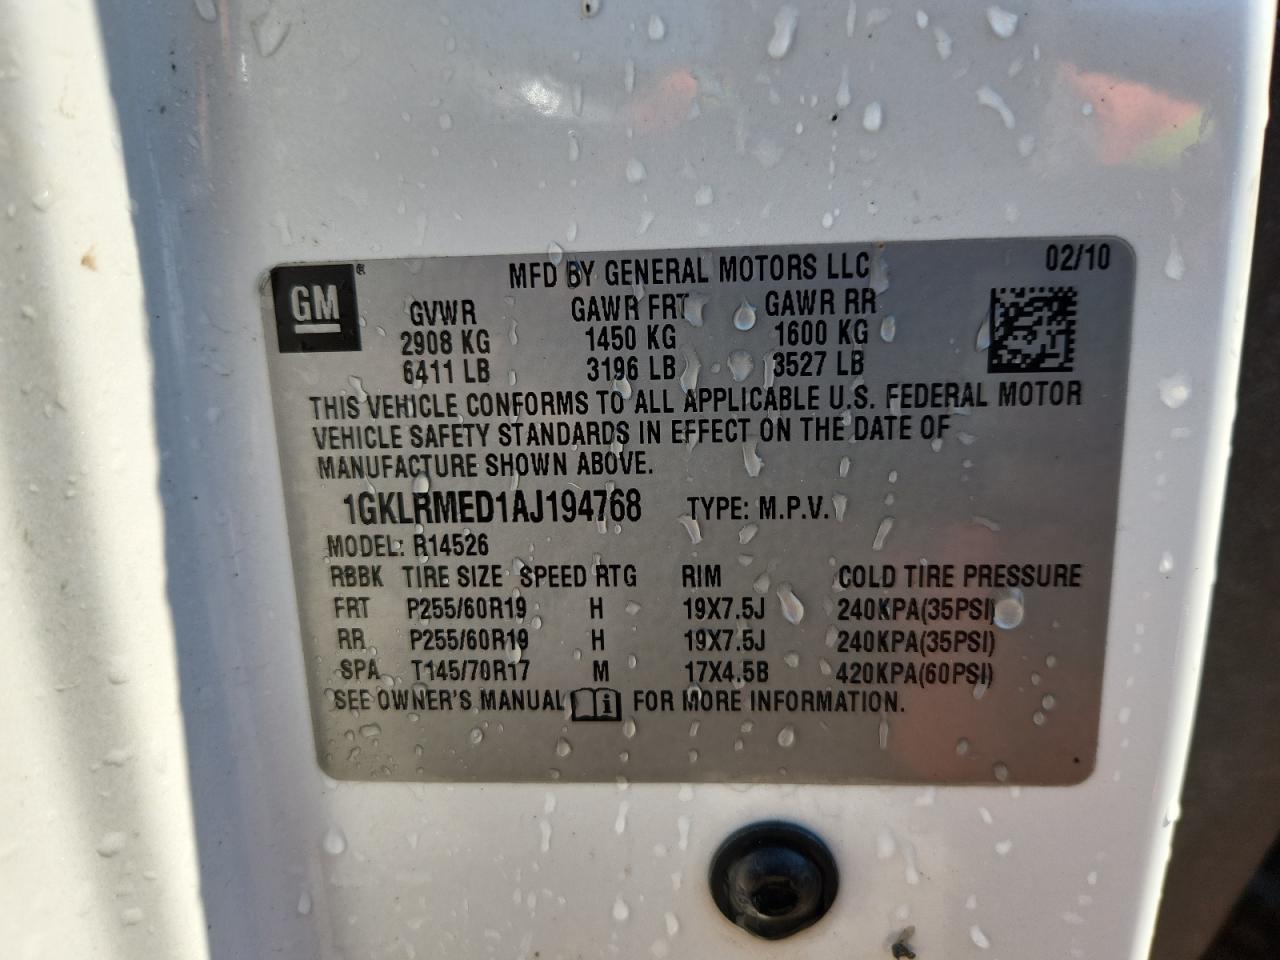 GM ®
MFD BY GENERAL MOTORS LLC 02/10
GVWR GAWR FRT GAWR RR
2908 KG 1450 KG 1600 KG
6411 LB 3196 LB 3527 LB
THIS VEHICLE CONFORMS TO ALL APPLICABLE U.S. FEDERAL MOTOR
VEHICLE SAFETY STANDARDS IN EFFECT ON THE DATE OF
MANUFACTURE SHOWN ABOVE.
1GKLRMED1AJ194768 TYPE: M.P.V.
MODEL: R14526
RBBK TIRE SIZE SPEED RTG RIM COLD TIRE PRESSURE
FRT P255/60R19 H 19X7.5J 240KPA(35PSI)
RR P255/60R19 H 19X7.5J 240KPA(35PSI)
SPA T145/70R17 M 17X4.5B 420KPA(60PSI)
SEE OWNER'S MANUAL i FOR MORE INFORMATION.